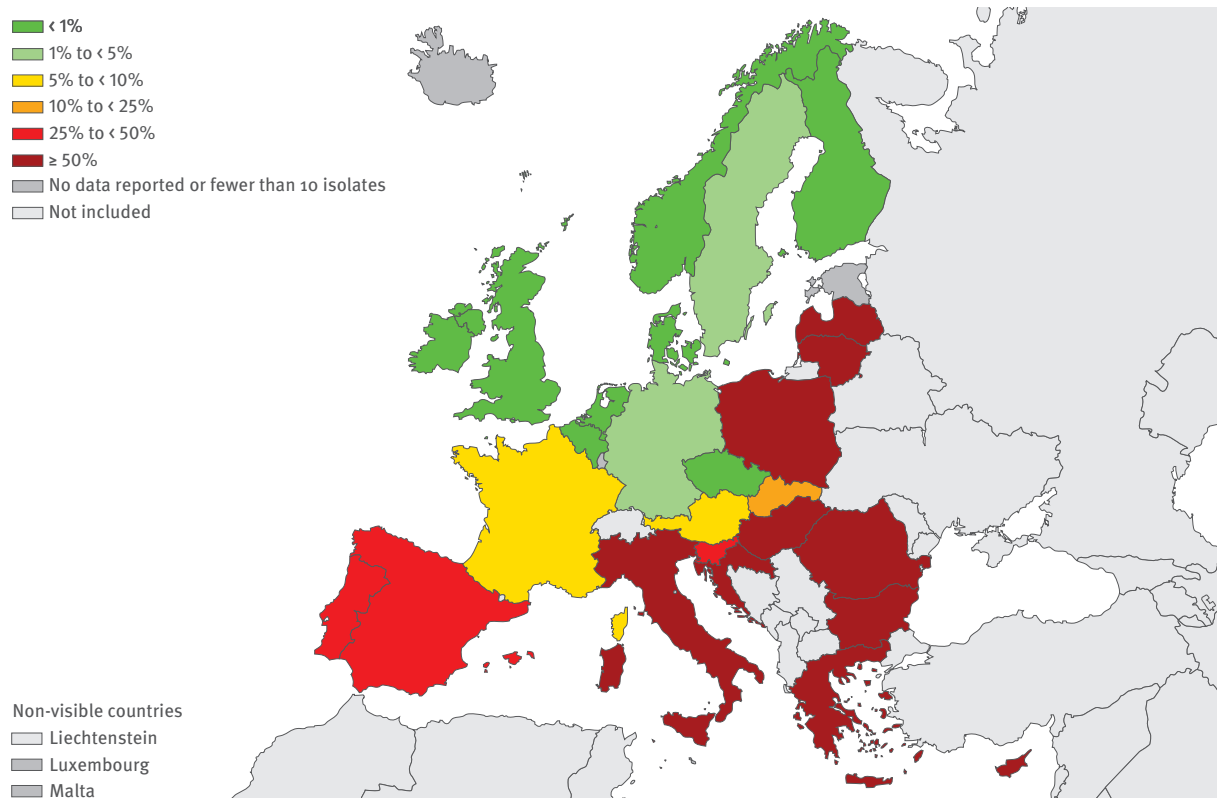 < 1%
1% to < 5%
5% to < 10%
10% to < 25%
25% to < 50%
≥ 50%
No data reported or fewer than 10 isolates
Not included
Non-visible countries
Liechtenstein
Luxembourg
Malta